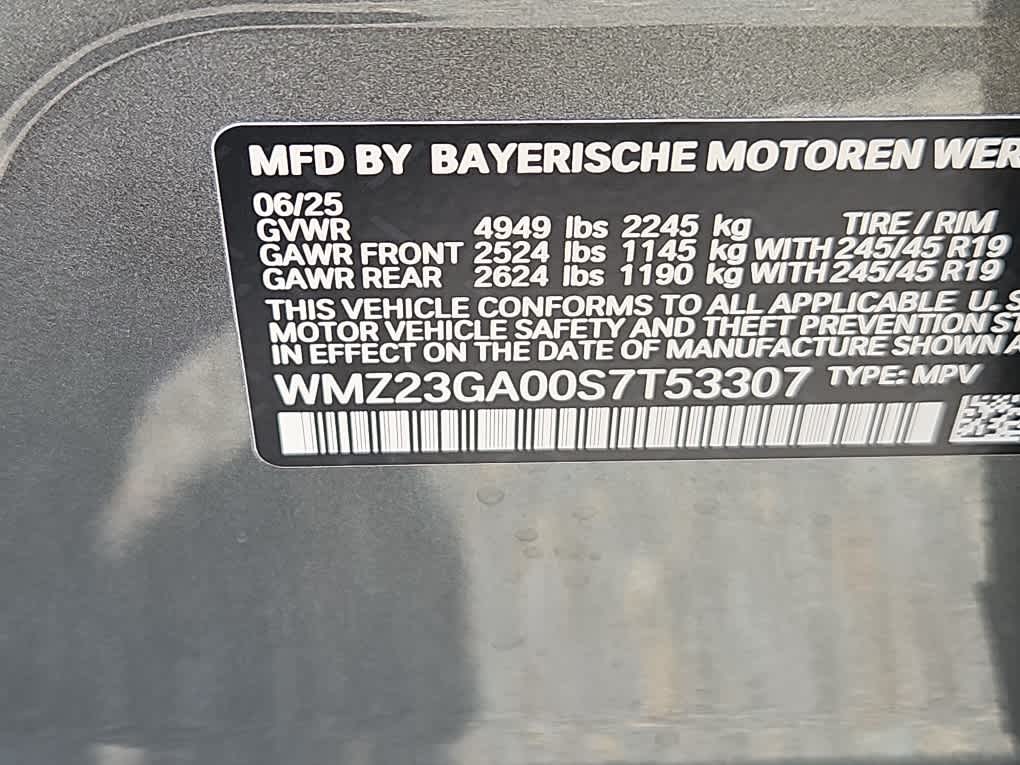 MFD BY BAYERISCHE MOTOREN WER
06/25
GVWR 4949 lbs 2245 kg TIRE / RIM
GAWR FRONT 2524 lbs 1145 kg WITH 245/45 R19
GAWR REAR 2624 lbs 1190 kg WITH 245/45 R19
THIS VEHICLE CONFORMS TO ALL APPLICABLE U.S
MOTOR VEHICLE SAFETY AND THEFT PREVENTION ST
IN EFFECT ON THE DATE OF MANUFACTURE SHOWN A
WMZ23GA00S7T53307 TYPE: MPV